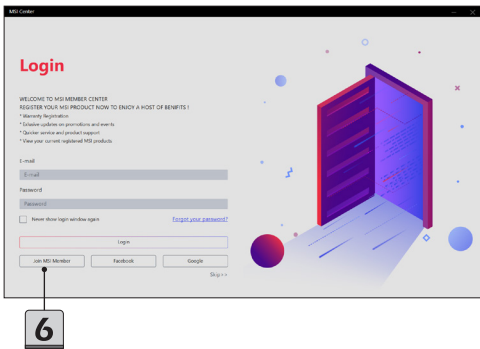 MSI Center
Login
WELCOME TO MSI MEMBER CENTER
REGISTER YOUR MSI PRODUCT NOW TO ENJOY A HOST OF BENIFITS !
* Warranty Registration
* Exlusive updates on promotions and events
* Quicker service and product support
* View your current registered MSI products
E-mail
E-mail
Password
Password
Never show login window again.
Forgot your password?
Login
Join MSI Member
Facebook
Google
Skip>>
6